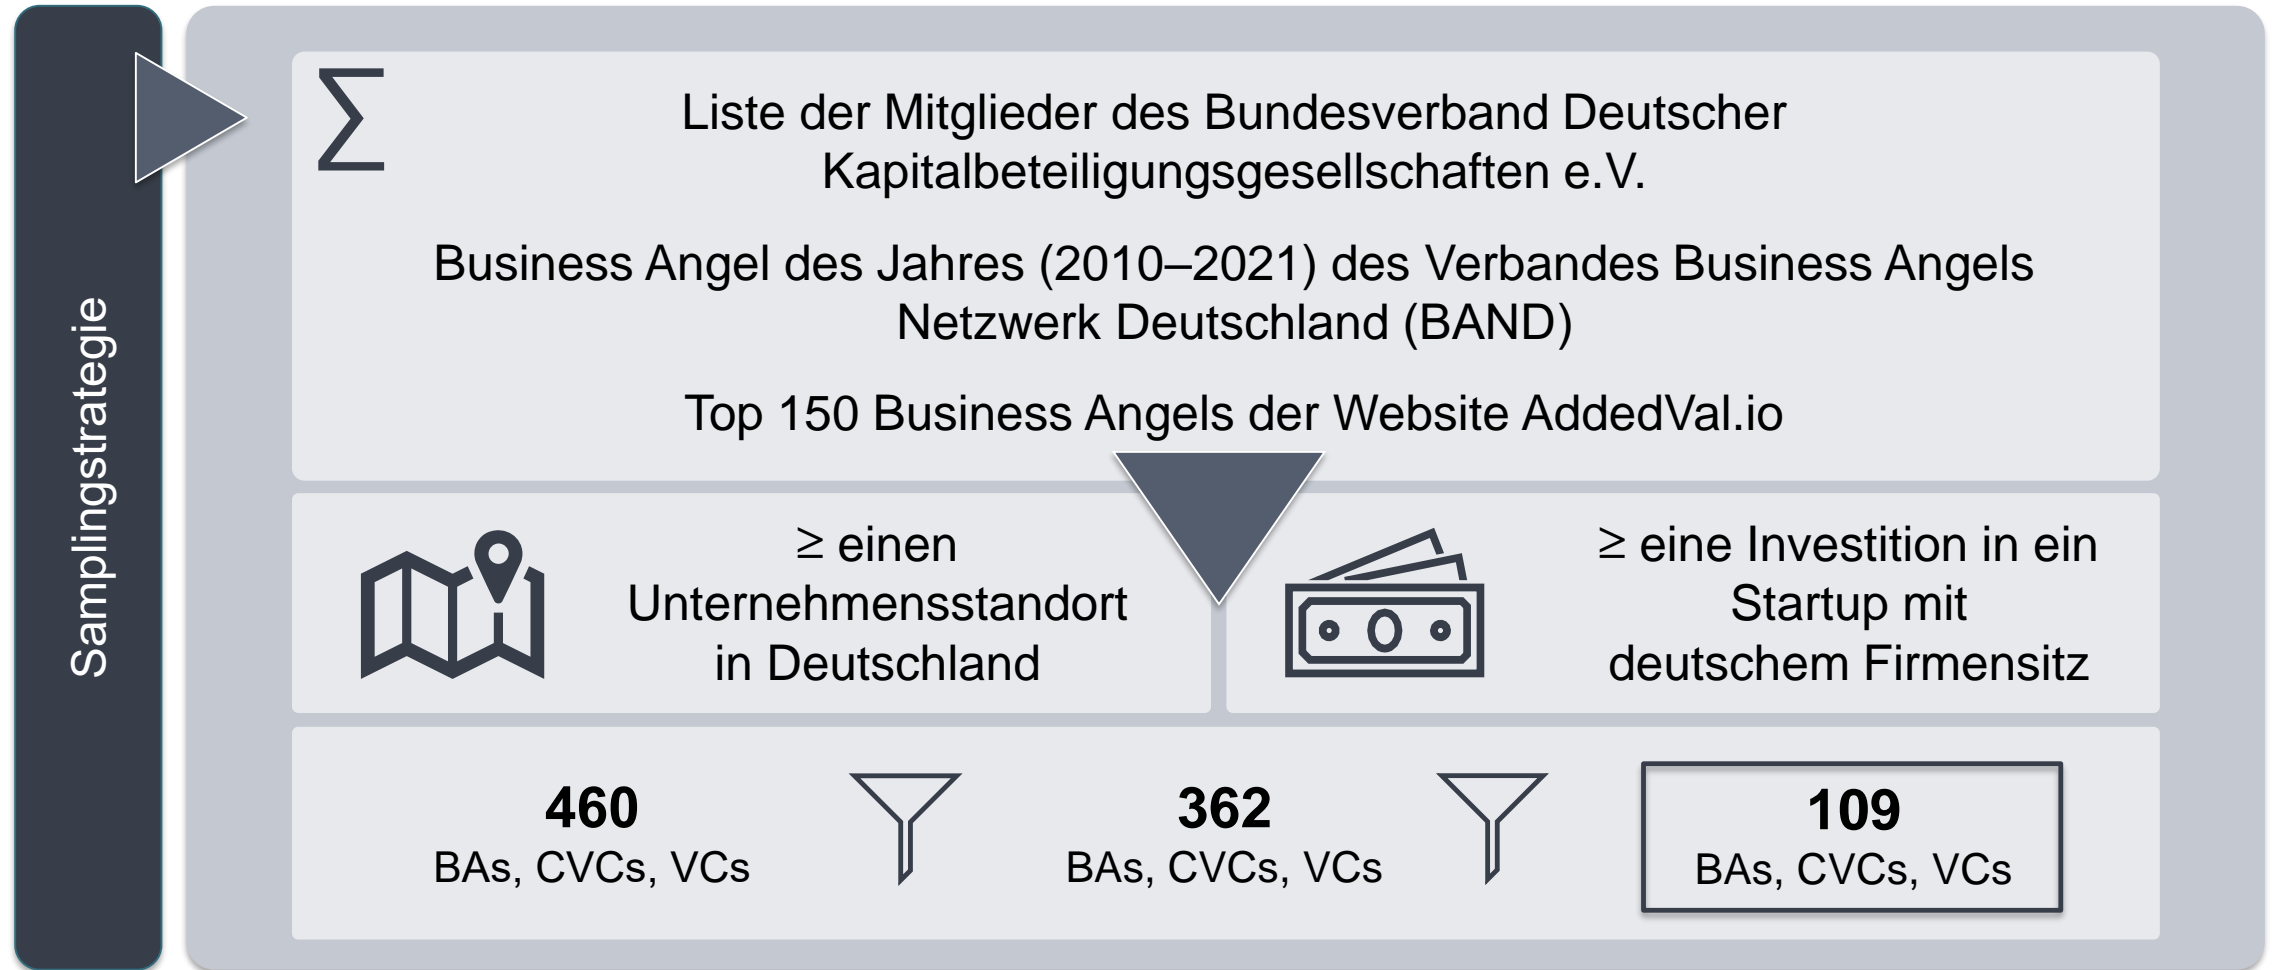 Samplingstrategie
∑
Liste der Mitglieder des Bundesverband Deutscher
Kapitalbeteiligungsgesellschaften e.V.
Business Angel des Jahres (2010–2021) des Verbandes Business Angels
Netzwerk Deutschland (BAND)
Top 150 Business Angels der Website AddedVal.io
≥ einen
Unternehmensstandort
in Deutschland
≥ eine Investition in ein
Startup mit
deutschem Firmensitz
460
BAs, CVCs, VCs
362
BAs, CVCs, VCs
109
BAs, CVCs, VCs